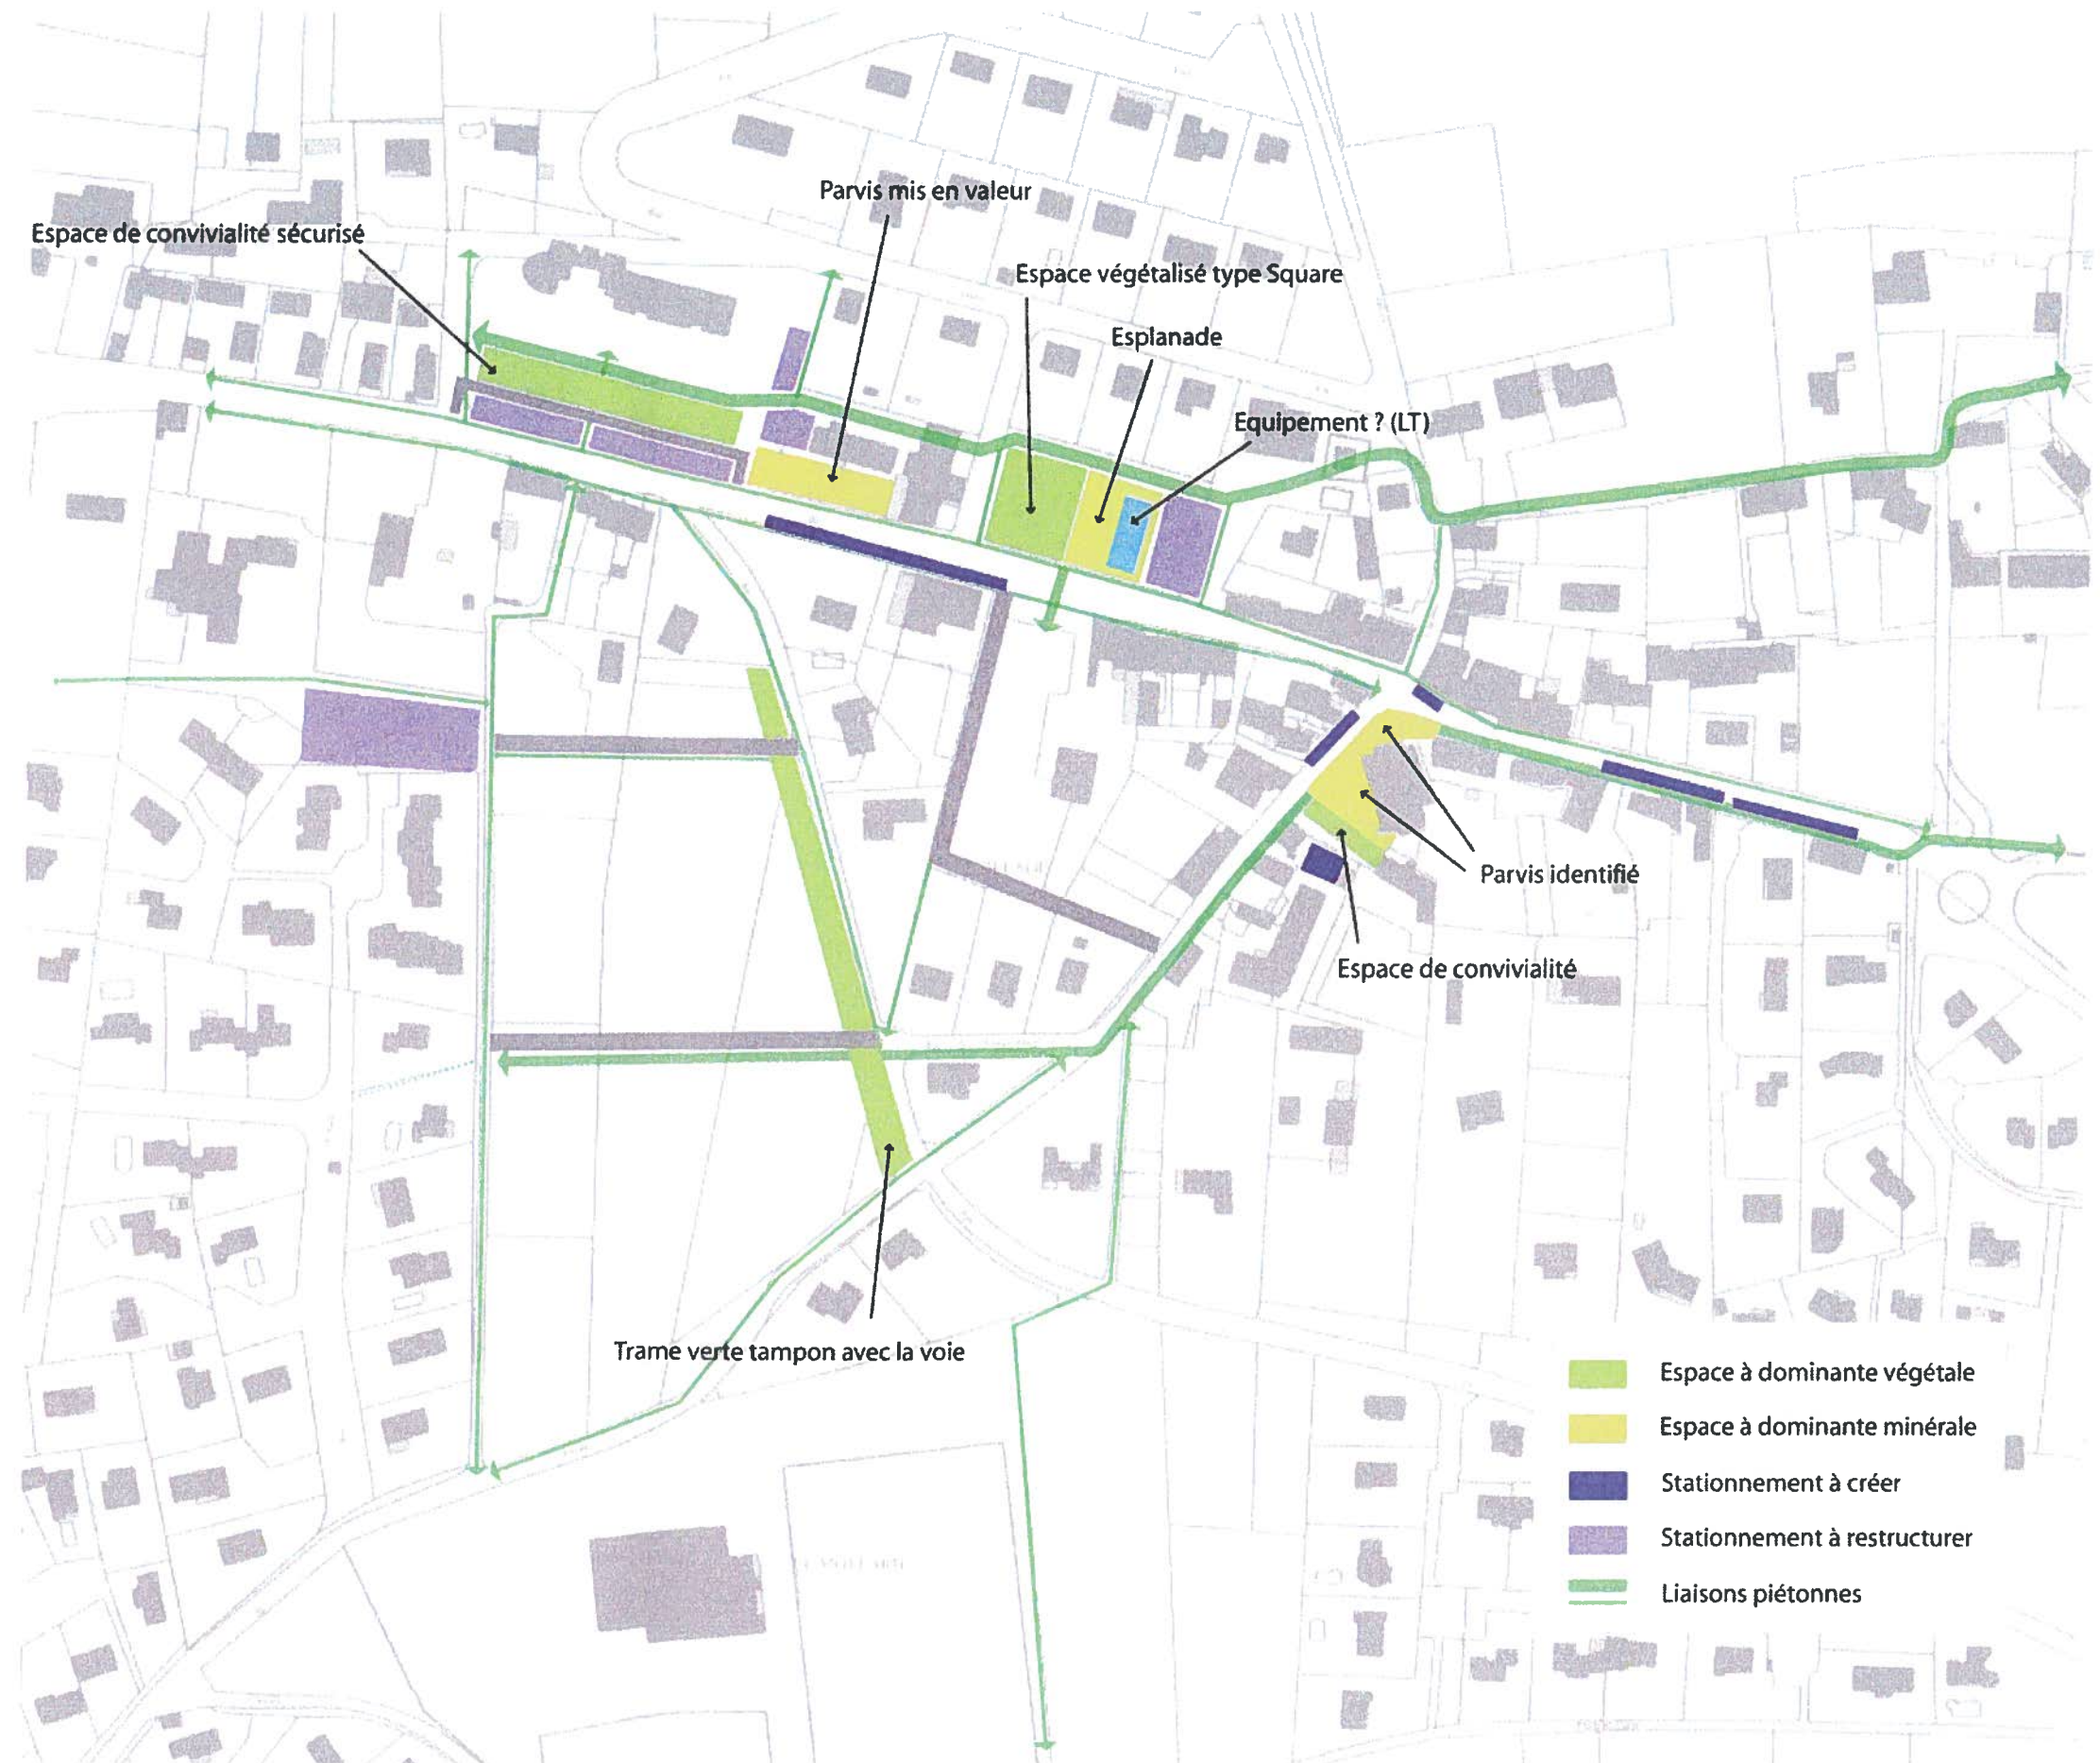 Parvis mis en valeur
Espace de convivialité sécurisé
Espace végétalisé type Square
Esplanade
Equipement ? (LT)
Parvis identifié
Espace de convivialité
Trame verte tampon avec la voie
Espace à dominante végétale
Espace à dominante minérale
Stationnement à créer
Stationnement à restructurer
Liaisons piétonnes